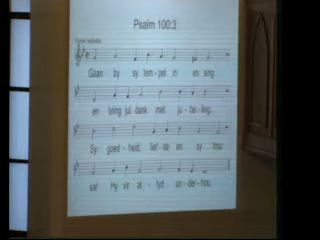 Psalm 100:3
Gaan by sy tem - pel in en sing
en bring jul dank met ju - be - ling.
Sy goed - heid, lief - de en sy trou
sal Hy vir al - tyd on - der - hou.